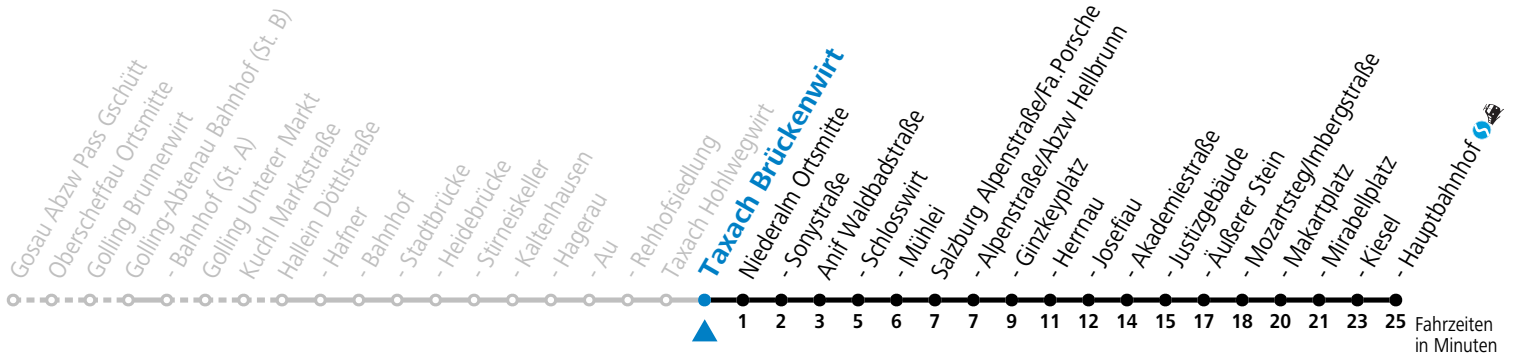 Gosau Abzw Pass Gschütt
Oberscheffau Ortsmitte
Golling Brunnenwirt
Golling-Abtenau Bahnhof (St. B)
- Bahnhof (St. A)
Golling Unterer Markt
Kuchl Marktstraße
Hallein Döttlstraße
- Hafner
- Bahnhof
- Stadtbrücke
- Heidebrücke
- Stirneiskeller
- Kaltenhausen
- Hagerau
- Au
- Rehhofsiedlung
Taxach Hohlwegwirt
Taxach Brückenwirt
Niederalm Ortsmitte
- Sonystraße
Anif Waldbadstraße
- Schlosswirt
- Mühlei
Salzburg Alpenstraße/Fa.Porsche
- Alpenstraße/Abzw Hellbrunn
- Ginzkeyplatz
- Herrnau
- Josefiau
- Akademiestraße
- Justizgebäude
- Äußerer Stein
- Mozartsteg/Imbergstraße
- Makartplatz
- Mirabellplatz
- Kiesel
- Hauptbahnhof
1 2 3 5 6 7 7 9 11 12 14 15 17 18 20 21 23 25 Fahrzeiten
in Minuten